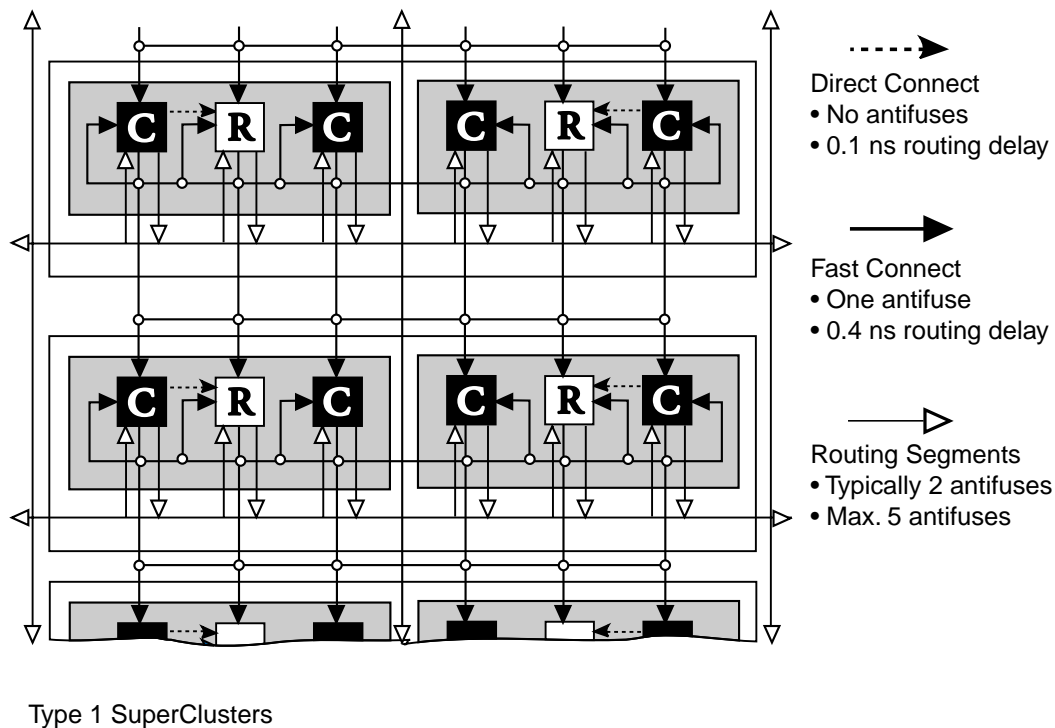 C R C C R C
Direct Connect
• No antifuses
• 0.1 ns routing delay
Fast Connect
• One antifuse
• 0.4 ns routing delay
C R C C R C
Routing Segments
• Typically 2 antifuses
• Max. 5 antifuses
Type 1 SuperClusters